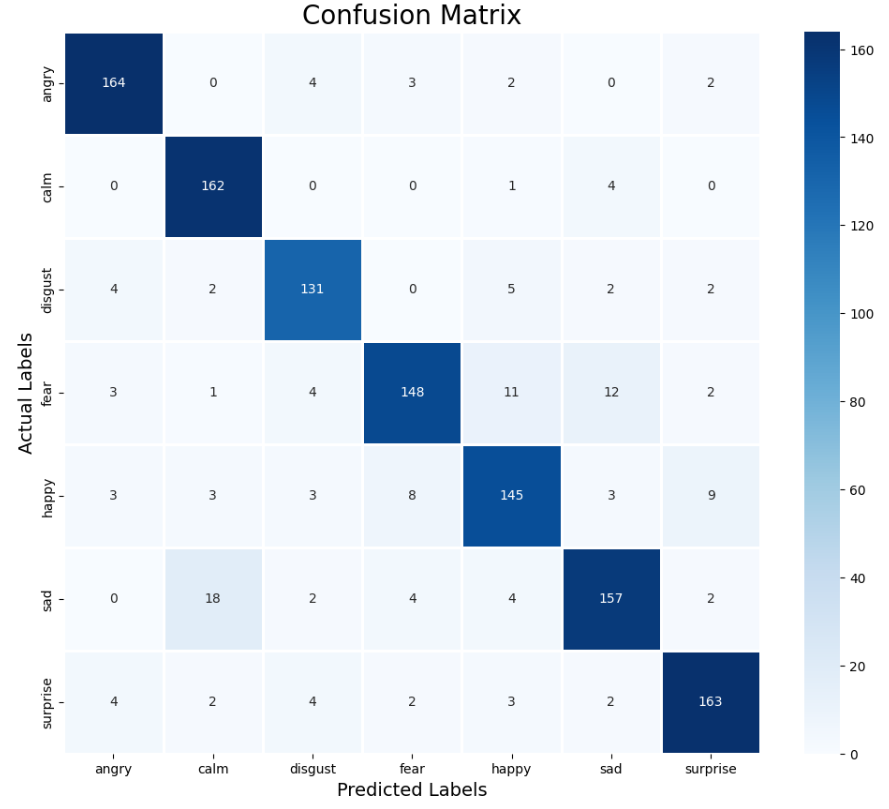 Confusion Matrix
angry 164 0 4 3 2 0 2
calm 0 162 0 0 1 4 0
disgust 4 2 131 0 5 2 2
fear 3 1 4 148 11 12 2
happy 3 3 3 8 145 3 9
sad 0 18 2 4 4 157 2
surprise 4 2 4 2 3 2 163
angry calm disgust fear happy sad surprise
Actual Labels
Predicted Labels
160
140
120
100
80
60
40
20
0